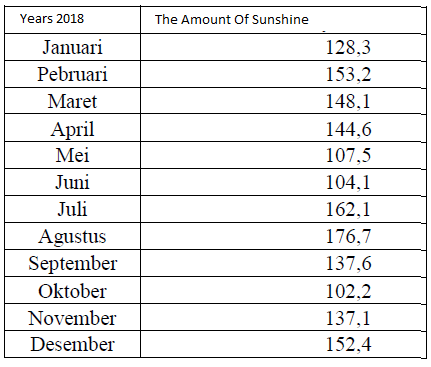 Years 2018 The Amount Of Sunshine
Januari 128,3
Pebruari 153,2
Maret 148,1
April 144,6
Mei 107,5
Juni 104,1
Juli 162,1
Agustus 176,7
September 137,6
Oktober 102,2
November 137,1
Desember 152,4